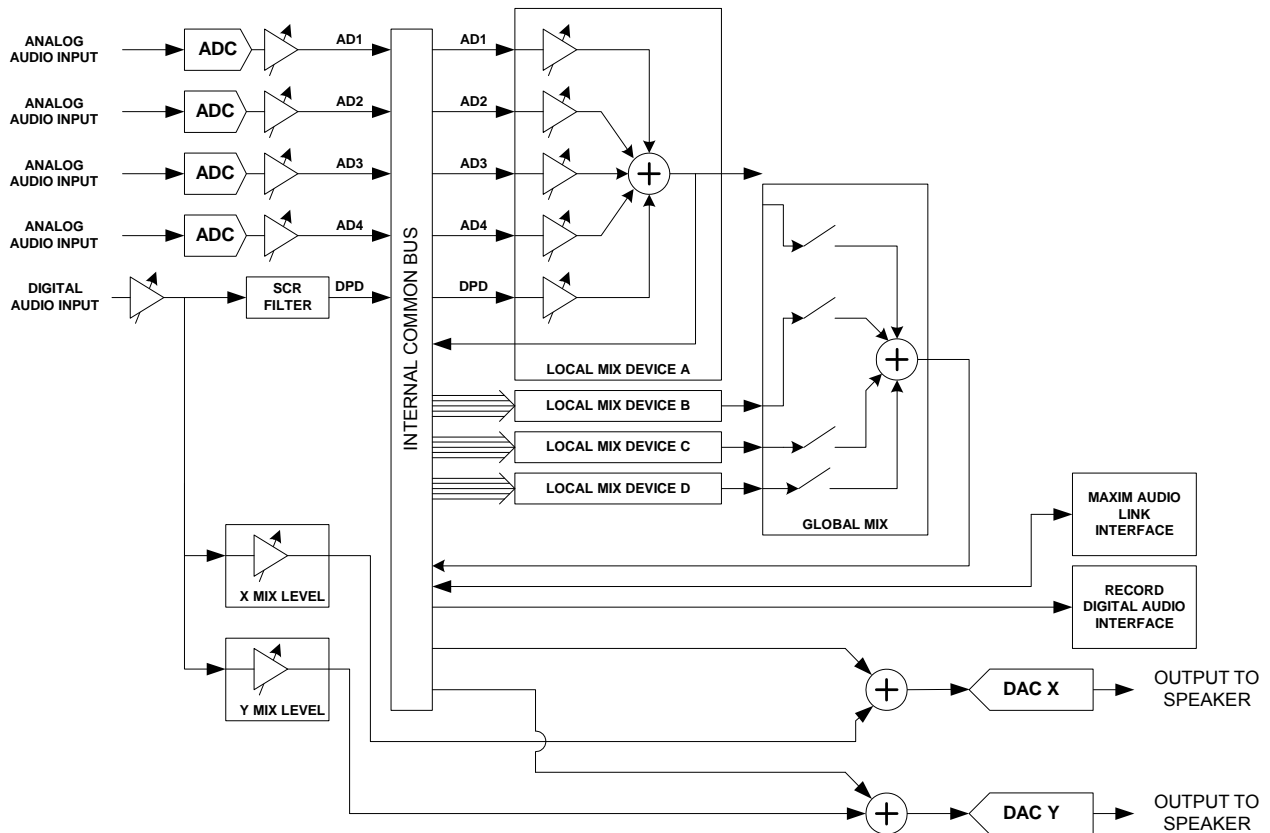 ANALOG
AUDIO INPUT
ADC
AD1
AD1
ANALOG
AUDIO INPUT
ADC
AD2
AD2
ANALOG
AUDIO INPUT
ADC
AD3
AD3
ANALOG
AUDIO INPUT
ADC
AD4
AD4
DIGITAL
AUDIO INPUT
SCR
FILTER
DPD
DPD
INTERNAL COMMON BUS
LOCAL MIX DEVICE A
LOCAL MIX DEVICE B
LOCAL MIX DEVICE C
LOCAL MIX DEVICE D
GLOBAL MIX
MAXIM AUDIO
LINK
INTERFACE
RECORD
DIGITAL AUDIO
INTERFACE
X MIX LEVEL
Y MIX LEVEL
DAC X
OUTPUT TO
SPEAKER
DAC Y
OUTPUT TO
SPEAKER